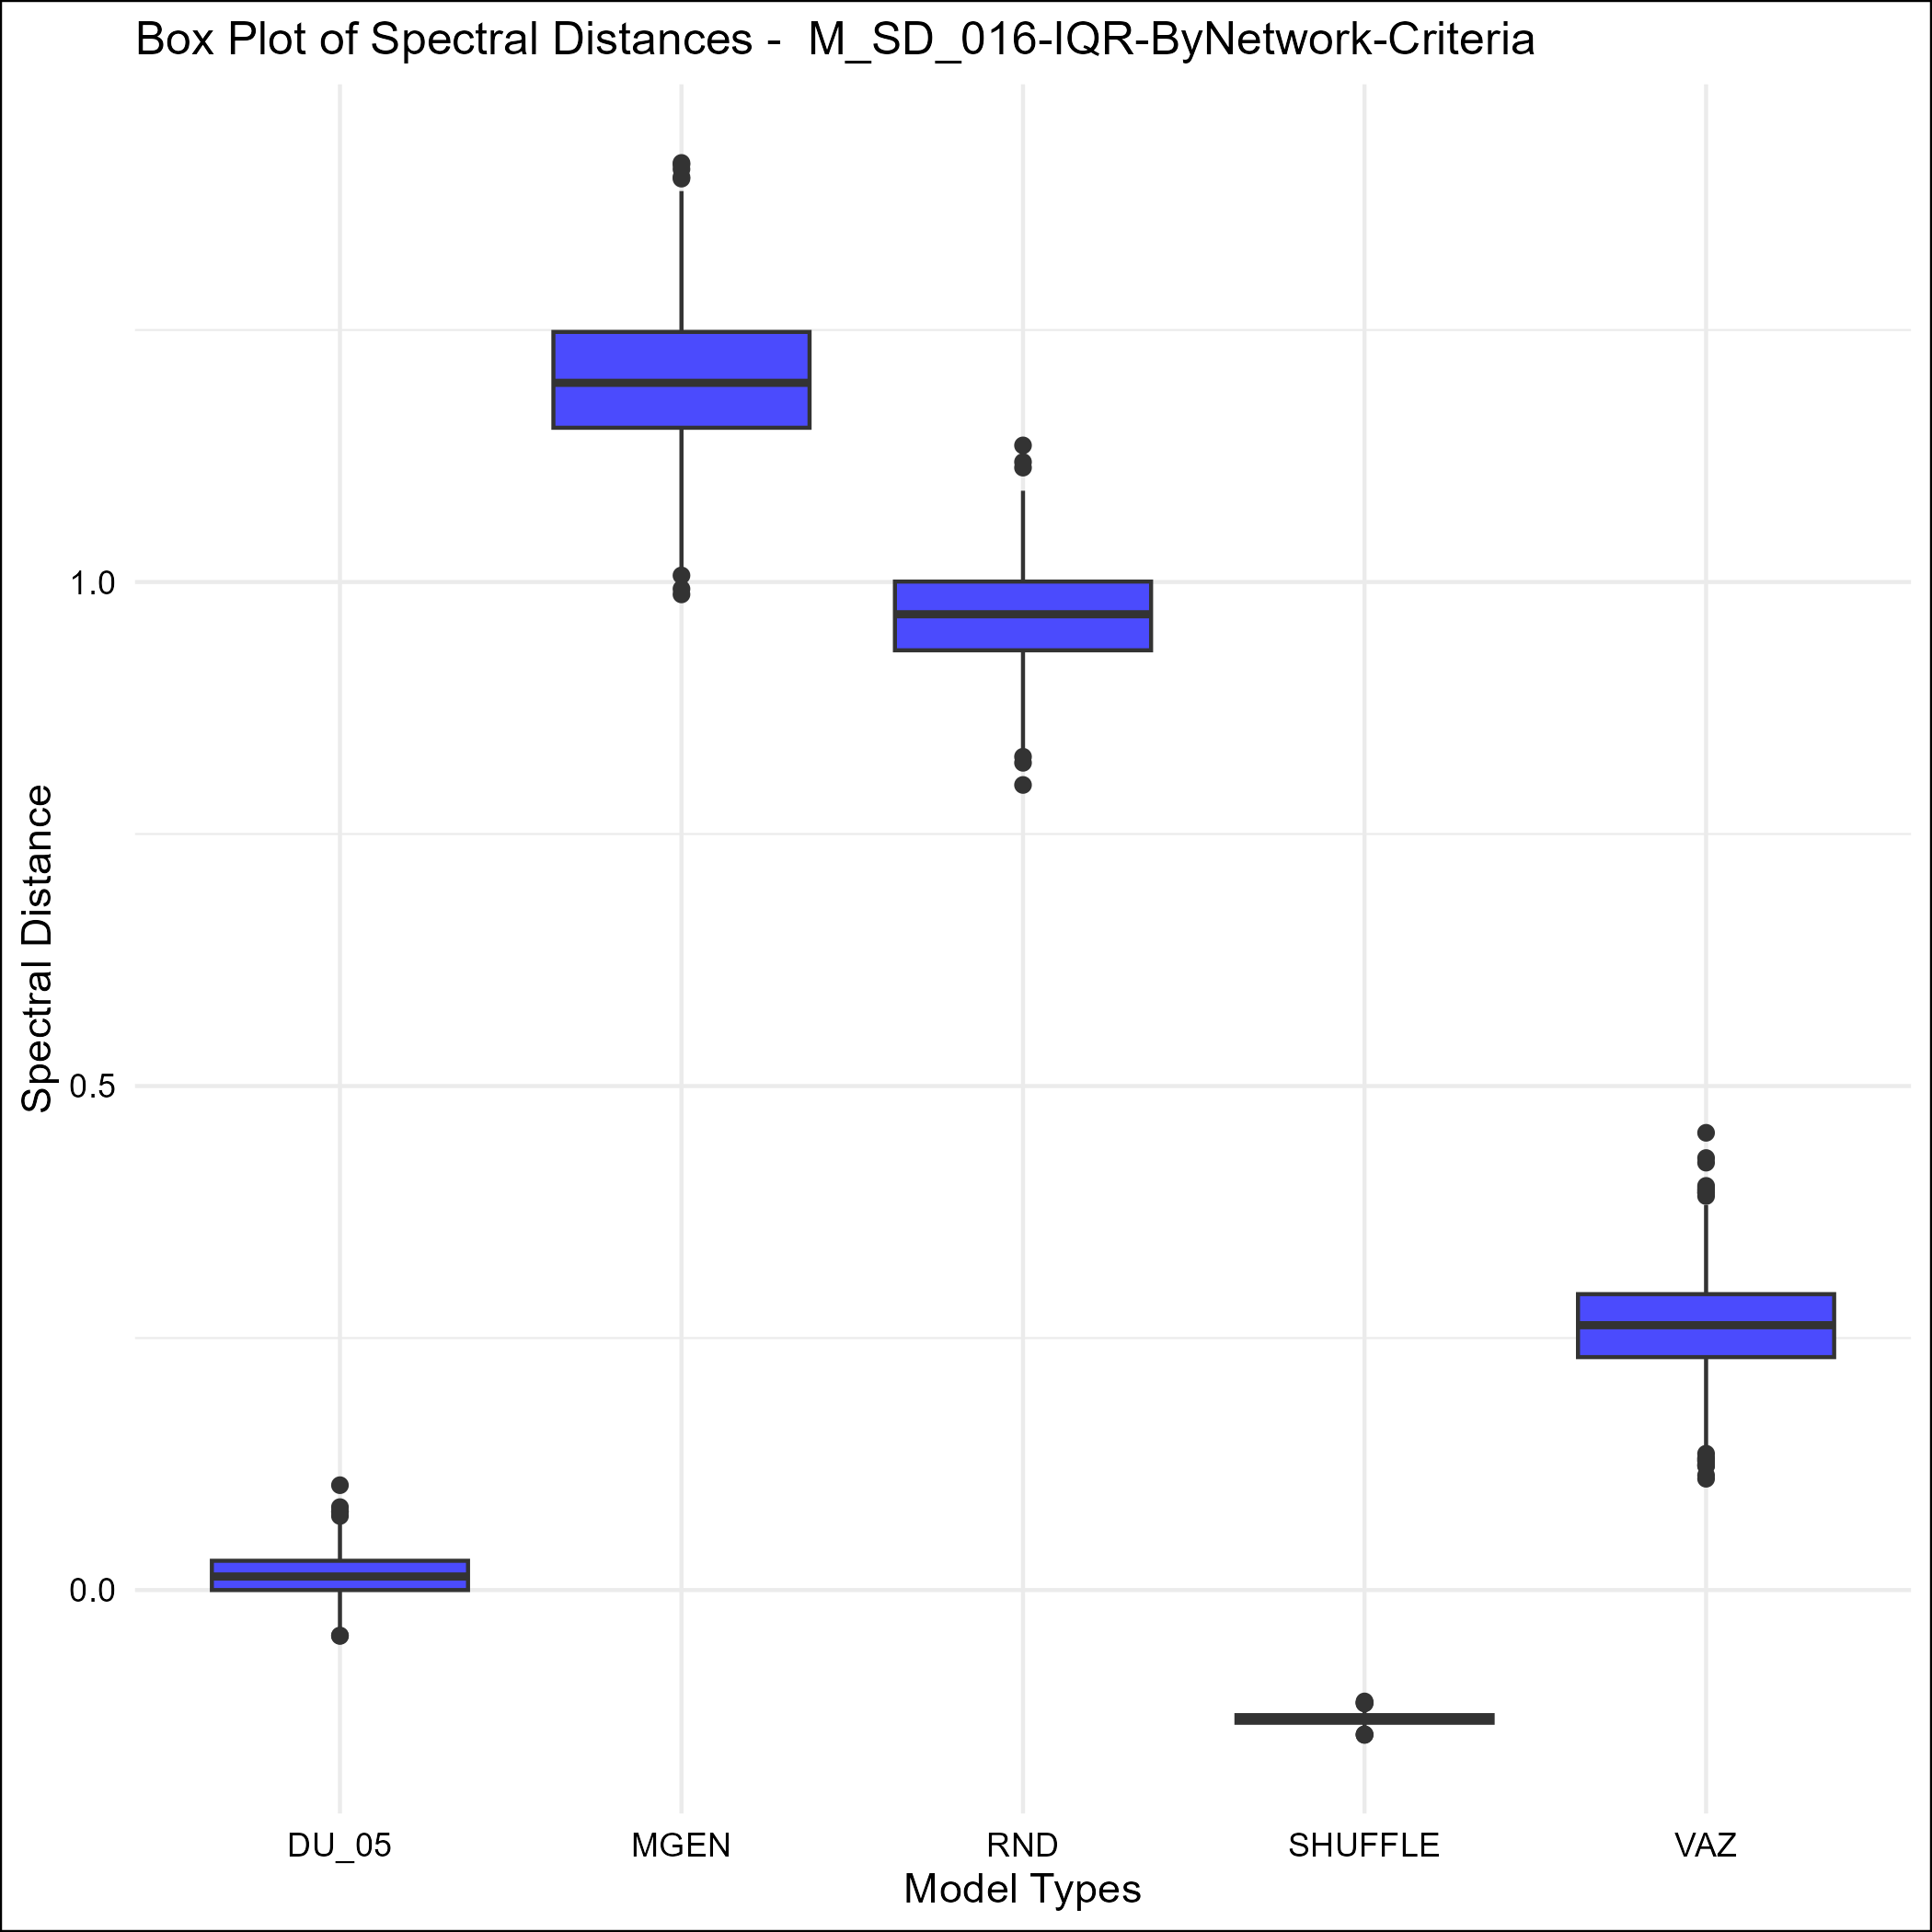 Box Plot of Spectral Distances -  M_SD_016-IQR-ByNetwork-Criteria
1.0
0.5
0.0
Spectral Distance
DU_05 MGEN RND SHUFFLE VAZ
Model Types